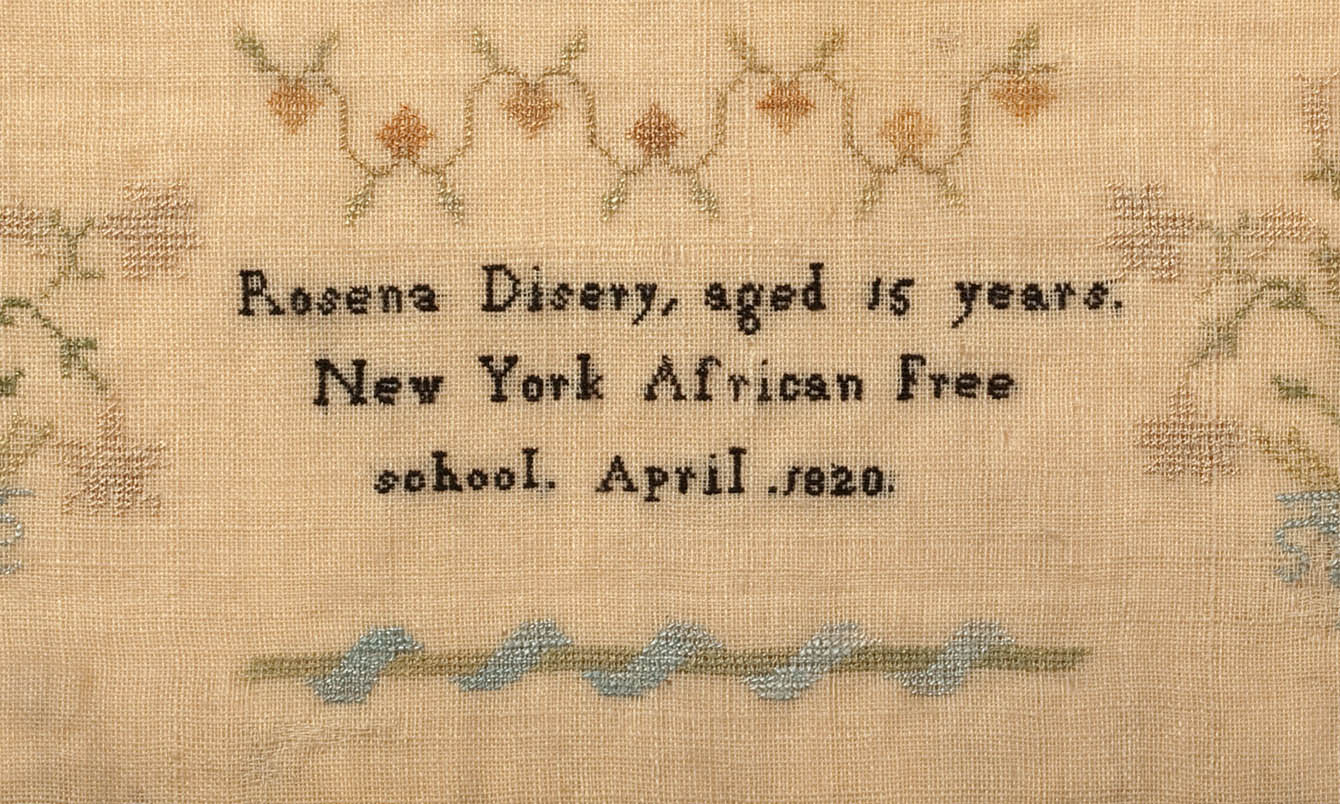 Rosena Disery, aged 15 years.
New York African Free
school. April .1820.